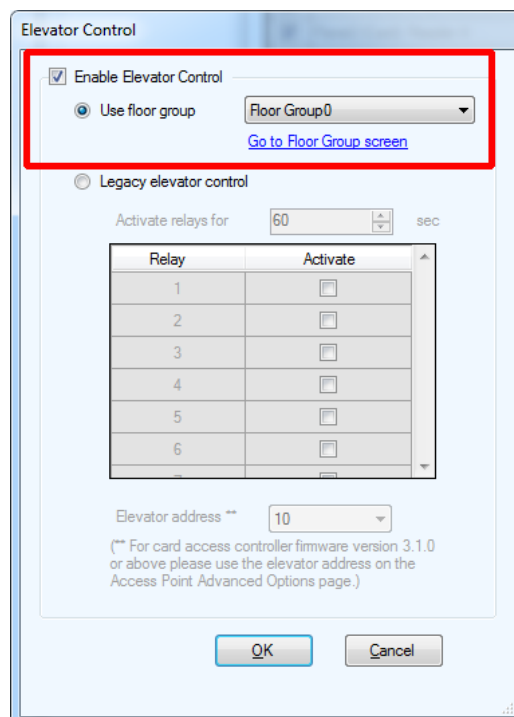 Elevator Control
Enable Elevator Control
Use floor group Floor Group0
Go to Floor Group screen
Legacy elevator control
Activate relays for 60 sec
Relay Activate
1
2
3
4
5
6
Elevator address ** 10
(** For card access controller firmware version 3.1.0
or above please use the elevator address on the
Access Point Advanced Options page.)
OK Cancel